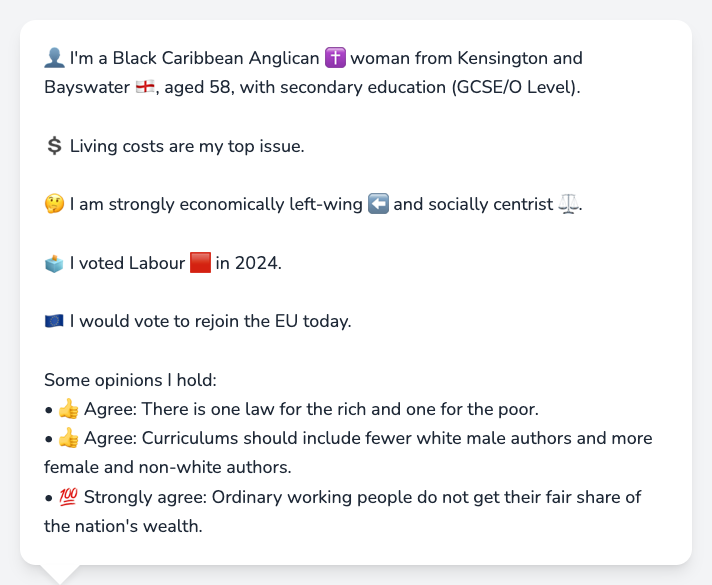 👤 I'm a Black Caribbean Anglican ✝️ woman from Kensington and
Bayswater 🏴󠁧󠁢󠁥󠁮󠁧󠁿, aged 58, with secondary education (GCSE/O Level).
💲 Living costs are my top issue.
🤔 I am strongly economically left-wing ⬅️ and socially centrist ⚖️.
🗳️ I voted Labour 🟥 in 2024.
🇪🇺 I would vote to rejoin the EU today.
Some opinions I hold:
• 👍 Agree: There is one law for the rich and one for the poor.
• 👍 Agree: Curriculums should include fewer white male authors and more
female and non-white authors.
• 💯 Strongly agree: Ordinary working people do not get their fair share of
the nation's wealth.